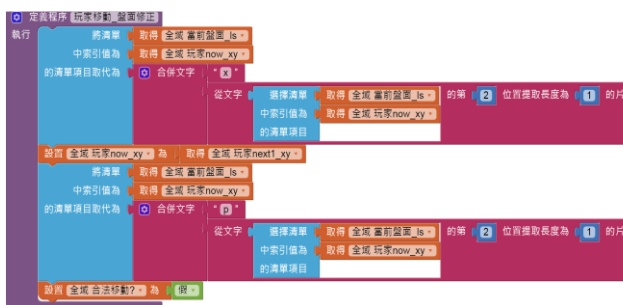 定義程序 玩家移動_盤面修正
執行 將清單 取得 全域 當前盤面_ls
中索引值為 取得 全域 玩家now_xy
的清單項目取代為 合併文字 " x "
從文字 選擇清單 取得 全域 當前盤面_ls 的第 2 位置提取長度為 1 的片
中索引值為 取得 全域 玩家now_xy
的清單項目
設置 全域 玩家now_xy 為 取得 全域 玩家next1_xy
將清單 取得 全域 當前盤面_ls
中索引值為 取得 全域 玩家now_xy
的清單項目取代為 合併文字 " p "
從文字 選擇清單 取得 全域 當前盤面_ls 的第 2 位置提取長度為 1 的片
中索引值為 取得 全域 玩家now_xy
的清單項目
設置 全域 合法移動? 為 假